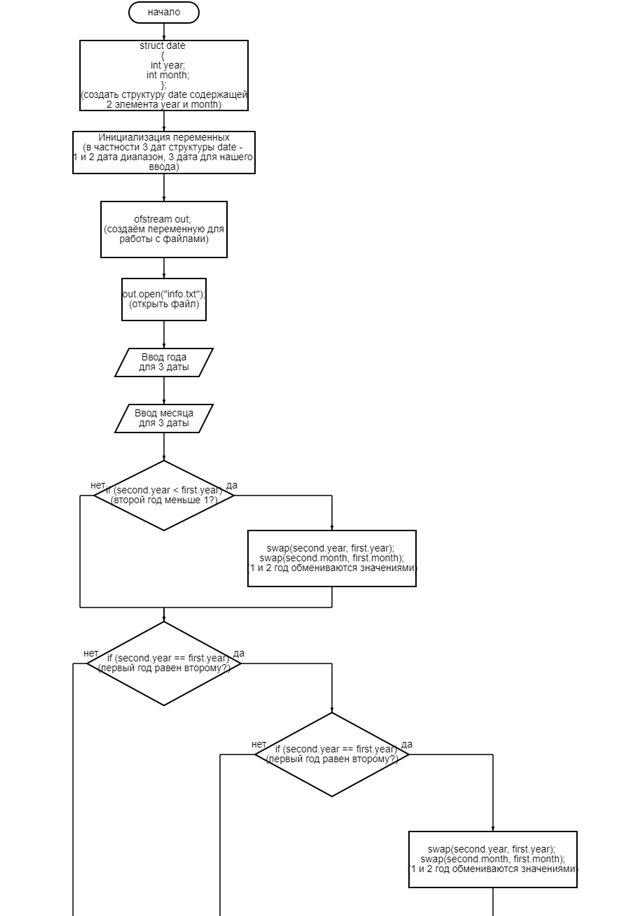 начало
struct date
{
int year;
int month;
};
(создать структуру date содержащей
2 элемента year и month)
Инициализация переменных
(в частности 3 дат структуры date -
1 и 2 дата диапазон, 3 дата для нашего
ввода)
ofstream out;
(создаём переменную для
работы с файлами)
out.open("info.txt");
(открыть файл)
Ввод года
для 3 даты
Ввод месяца
для 3 даты
нет
if (second.year < first.year)
(второй год меньше 1?)
да
swap(second.year, first.year);
swap(second.month, first.month);
(1 и 2 год обмениваются значениями)
нет
if (second.year == first.year)
(первый год равен второму?)
да
нет
if (second.year == first.year)
(первый год равен второму?)
да
swap(second.year, first.year);
swap(second.month, first.month);
(1 и 2 год обмениваются значениями)